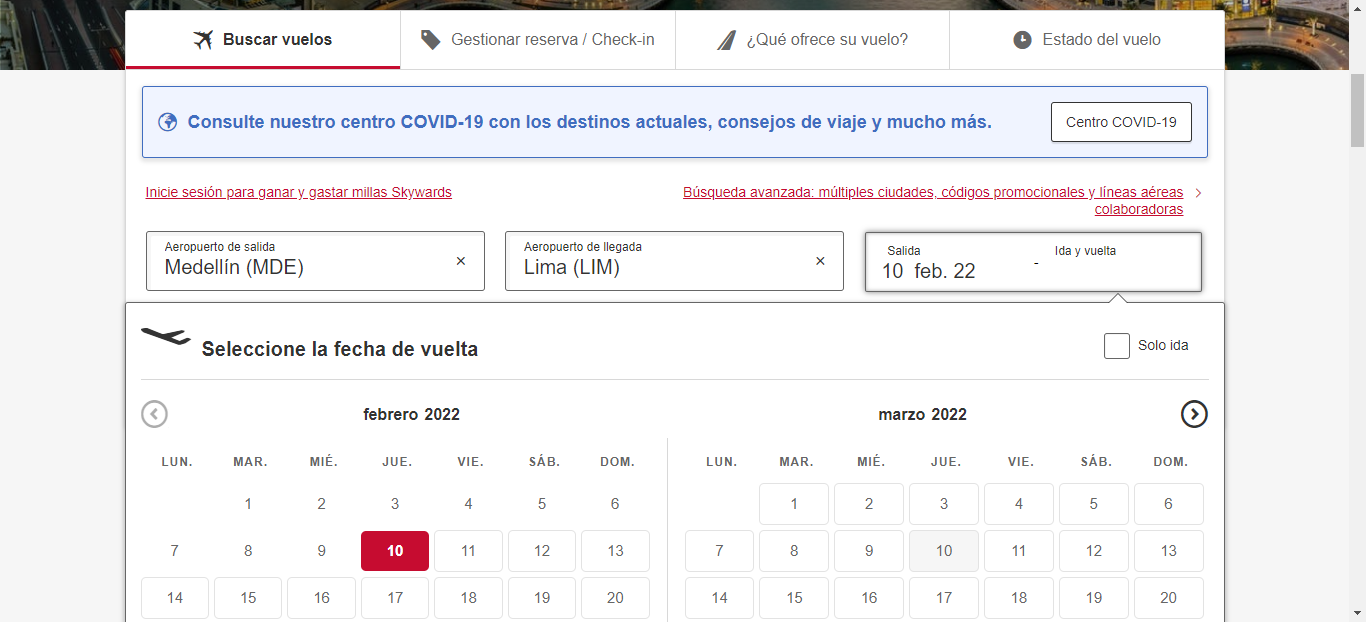 Buscar vuelos
Gestionar reserva / Check-in
¿Qué ofrece su vuelo?
Estado del vuelo
Consulte nuestro centro COVID-19 con los destinos actuales, consejos de viaje y mucho más.
Centro COVID-19
Inicie sesión para ganar y gastar millas Skywards
Búsqueda avanzada: múltiples ciudades, códigos promocionales y líneas aéreas
colaboradoras
Aeropuerto de salida
Medellín (MDE)
Aeropuerto de llegada
Lima (LIM)
Salida
10 feb. 22
-
Ida y vuelta
Seleccione la fecha de vuelta
Solo ida
febrero 2022
LUN. MAR. MIÉ. JUE. VIE. SÁB. DOM.
1 2 3 4 5 6
7 8 9 10 11 12 13
14 15 16 17 18 19 20
marzo 2022
LUN. MAR. MIÉ. JUE. VIE. SÁB. DOM.
1 2 3 4 5 6
7 8 9 10 11 12 13
14 15 16 17 18 19 20